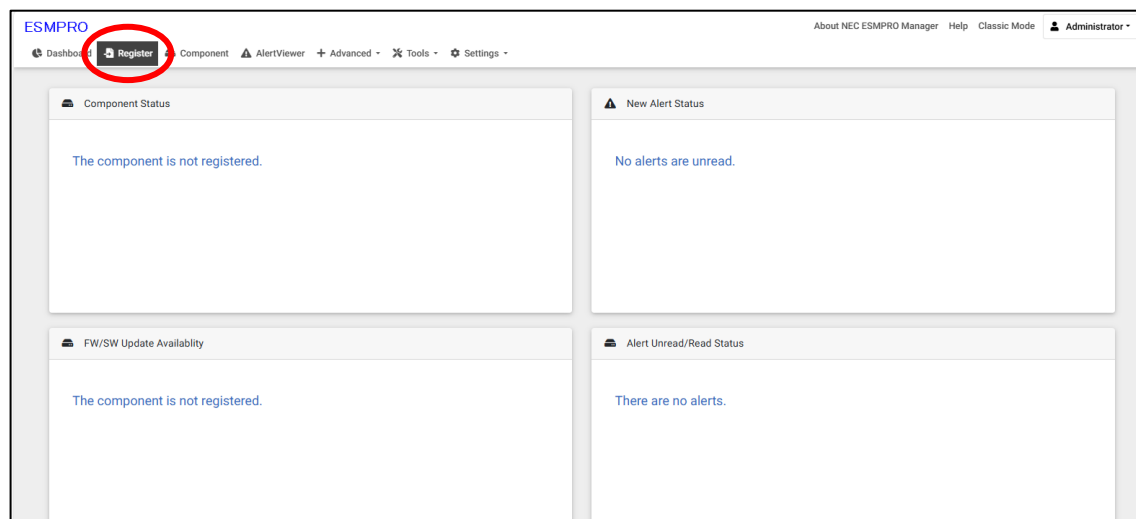 ESMPRO
About NEC ESMPRO Manager Help Classic Mode Administrator
Dashboard Register Component AlertViewer Advanced Tools Settings
Component Status
New Alert Status
The component is not registered.
No alerts are unread.
FW/SW Update Availablity
Alert Unread/Read Status
The component is not registered.
There are no alerts.